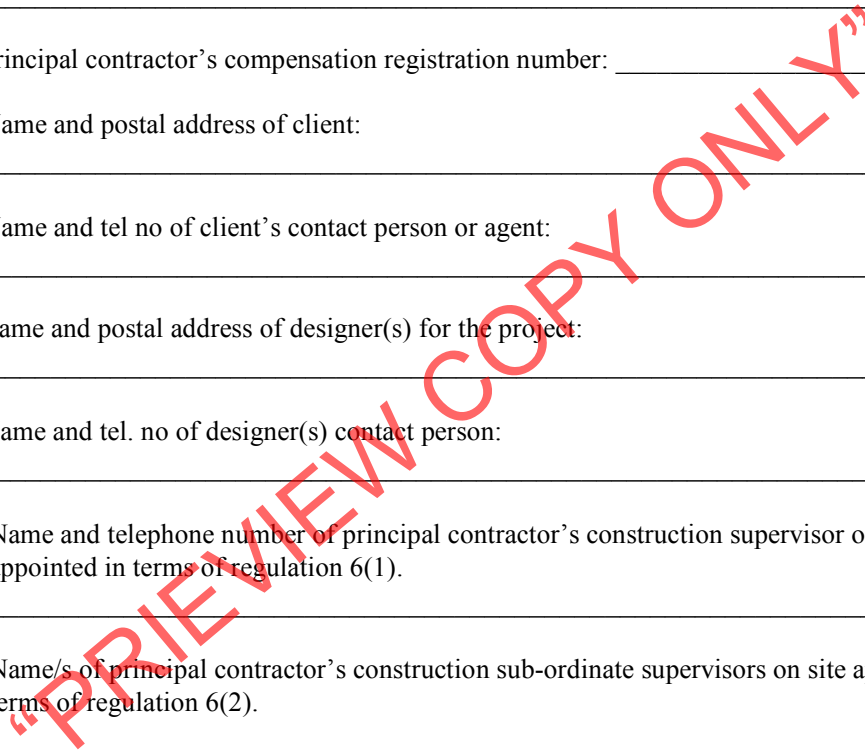 rincipal contractor’s compensation registration number: ____________________
ame and postal address of client:
ame and tel no of client’s contact person or agent:
ame and postal address of designer(s) for the project:
ame and tel. no of designer(s) contact person:
Name and telephone number of principal contractor’s construction supervisor o
ppointed in terms of regulation 6(1).
Name/s of principal contractor’s construction sub-ordinate supervisors on site a
erms of regulation 6(2).
“PRIEVIEW COPY ONLY”